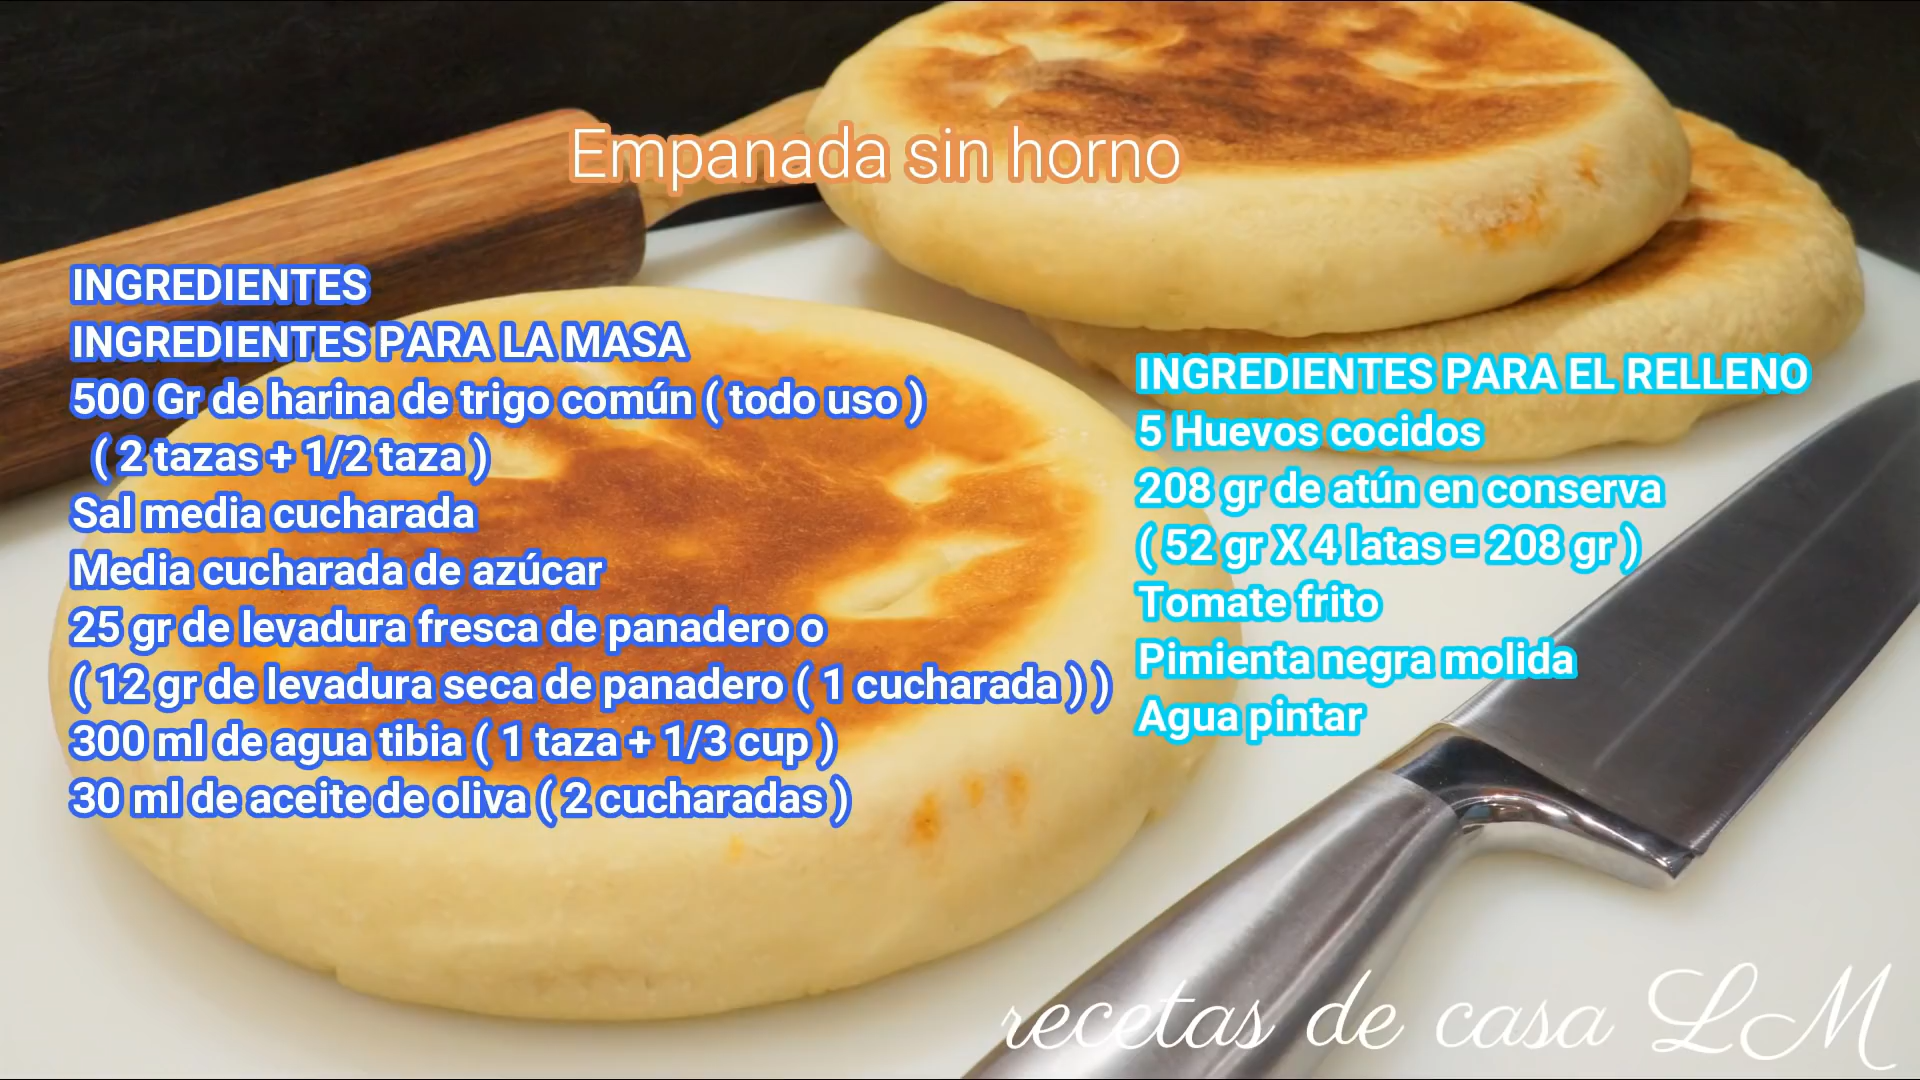 Empanada sin horno
INGREDIENTES
INGREDIENTES PARA LA MASA
500 Gr de harina de trigo común ( todo uso )
( 2 tazas + 1/2 taza )
Sal media cucharada
Media cucharada de azúcar
25 gr de levadura fresca de panadero o
( 12 gr de levadura seca de panadero ( 1 cucharada ) )
300 ml de agua tibia ( 1 taza + 1/3 cup )
30 ml de aceite de oliva ( 2 cucharadas )
INGREDIENTES PARA EL RELLENO
5 Huevos cocidos
208 gr de atún en conserva
( 52 gr X 4 latas = 208 gr )
Tomate frito
Pimienta negra molida
Agua pintar
recetas de casa LM